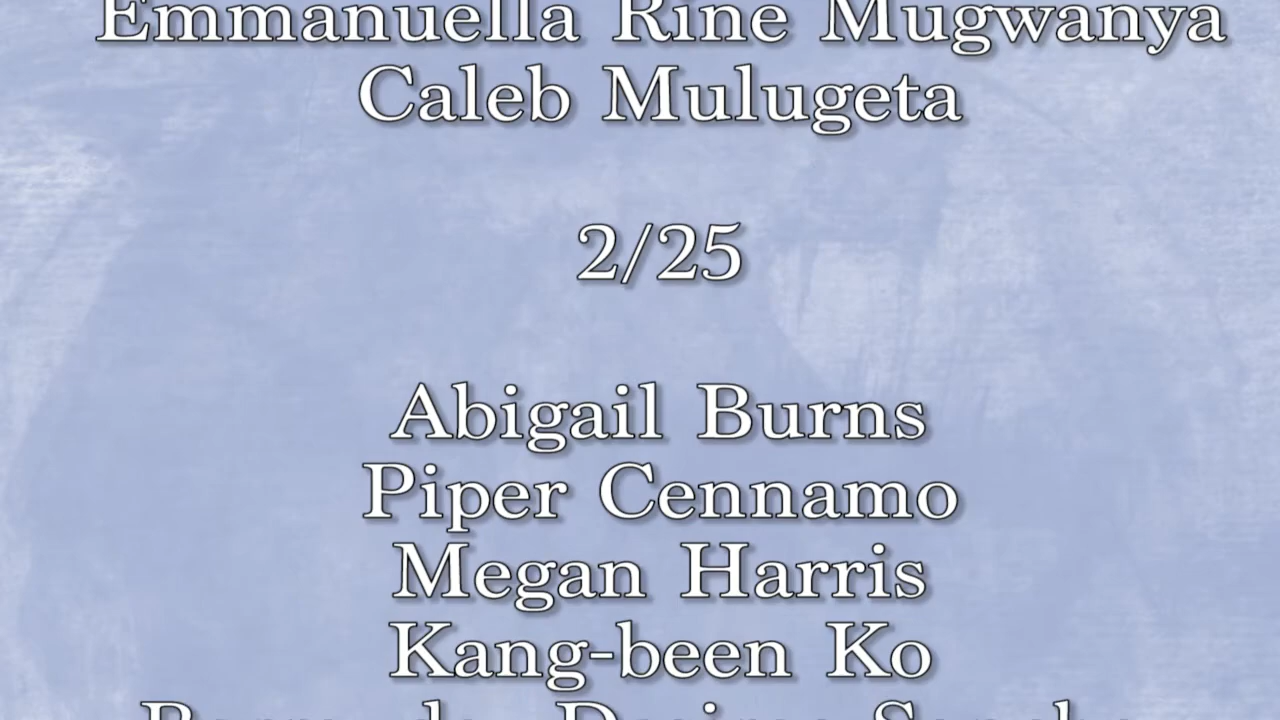 Emmanuella Rine Mugwanya
Caleb Mulugeta
2/25
Abigail Burns
Piper Cennamo
Megan Harris
Kang-been Ko